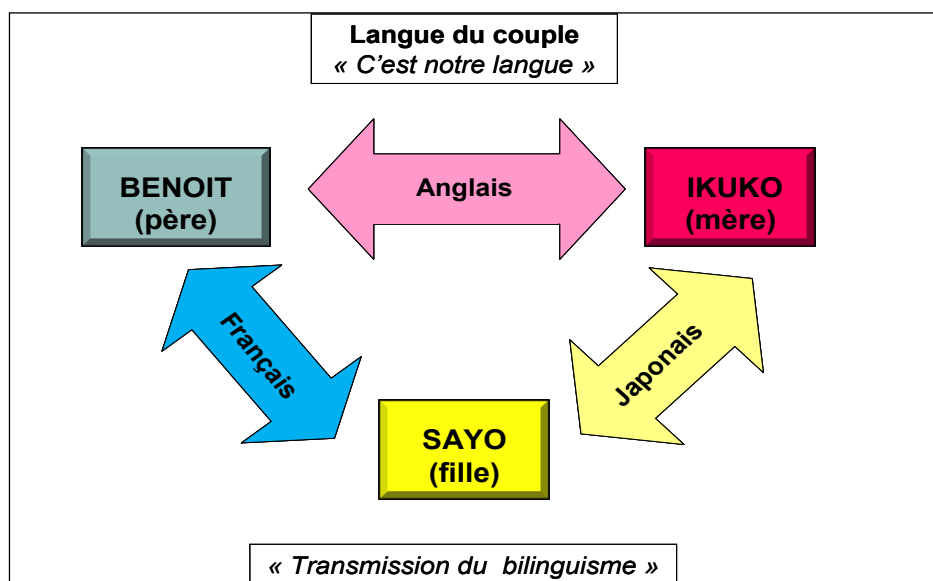 Langue du couple
« C’est notre langue »
BENOIT
(père)
Anglais
IKUKO
(mère)
Français
Japonais
SAYO
(fille)
« Transmission du bilinguisme »